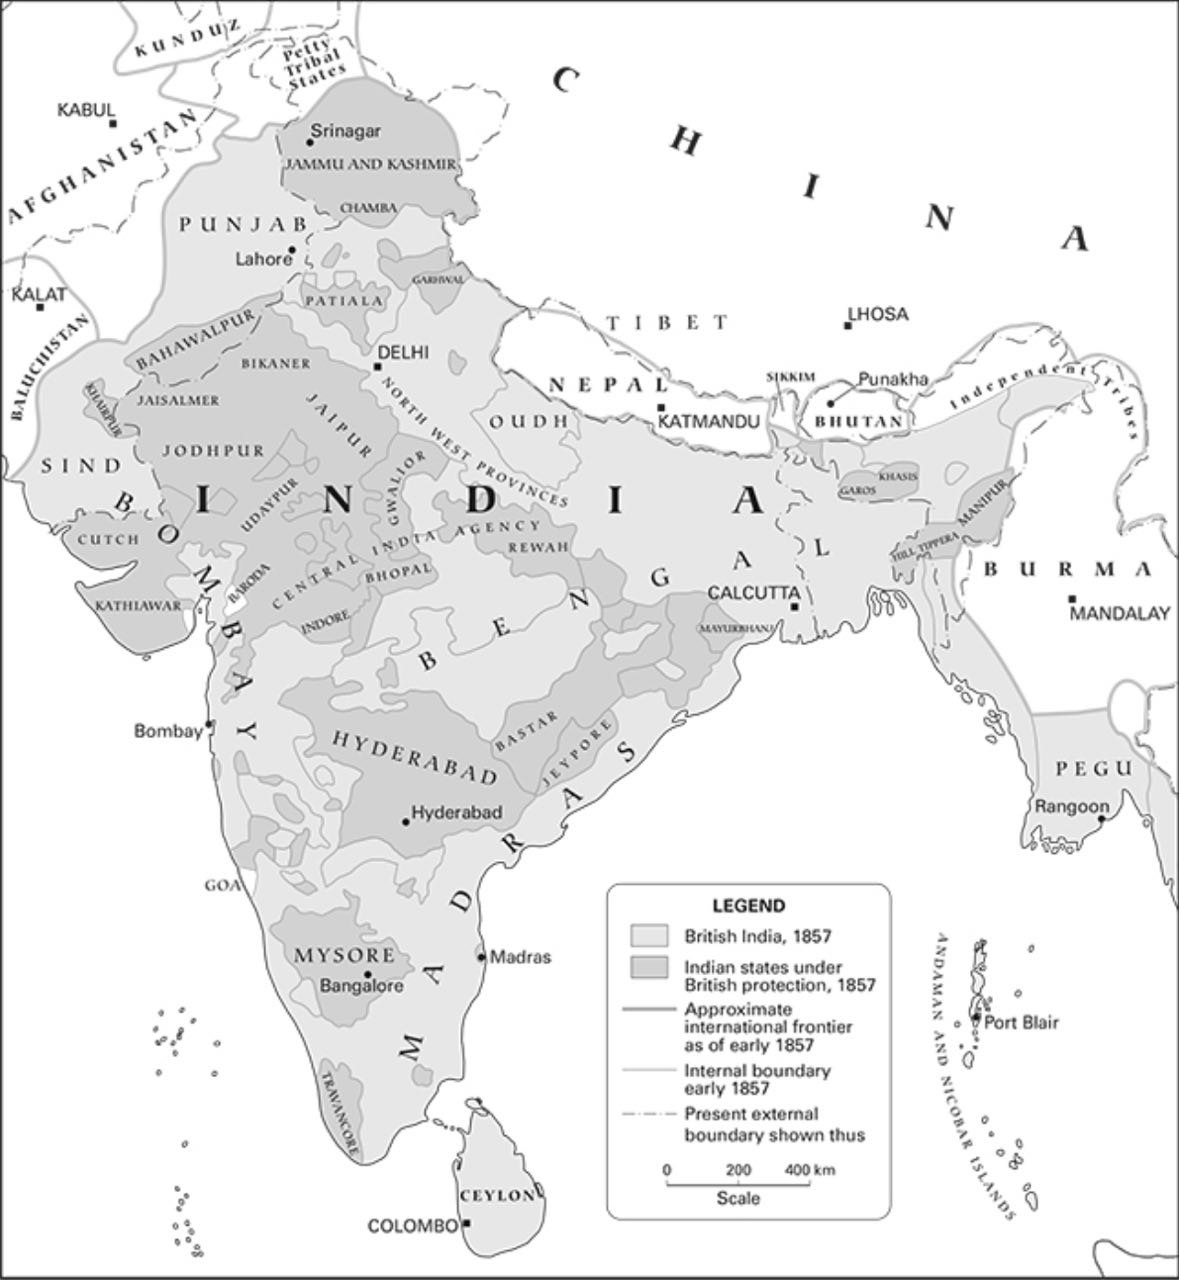 KUNDUZ
Petty
Tribal
States
C H I N A
KABUL
AFGHANISTAN
Srinagar
JAMMU AND KASHMIR
CHAMBA
PUNJAB
Lahore
GARHWAL
KALAT
PATIALA
BALUCHISTAN
BAHAWALPUR
BIKANER
DELHI
TIBET
LHOSA
NEPAL
KATMANDU
SIKKIM
Punakha
BHUTAN
Independent Tribes
KHAIRPUR
JAISALMER
JAIPUR
NORTH WEST PROVINCES
OUDH
JODHPUR
SIND
I N D I A
UDAYPUR
GWALIOR
GAROS
KHASIS
MANIPUR
HILL TIPPERA
CUTCH
BOMBAY
CENTRAL INDIA AGENCY
REWAH
BHOPAL
BARODA
INDORE
KATHIAWAR
BENGAL
CALCUTTA
MAYURBHANJ
BURMA
MANDALAY
Bombay
HYDERABAD
BASTAR
JEYPORE
Hyderabad
MADRAS
PEGU
Rangoon
GOA
MYSORE
Bangalore
Madras
TRAVANCORE
CEYLON
COLOMBO
ANDAMAN AND NICOBAR ISLANDS
Port Blair
LEGEND
British India, 1857
Indian states under
British protection, 1857
Approximate
international frontier
as of early 1857
Internal boundary
early 1857
Present external
boundary shown thus
0 200 400 km
Scale